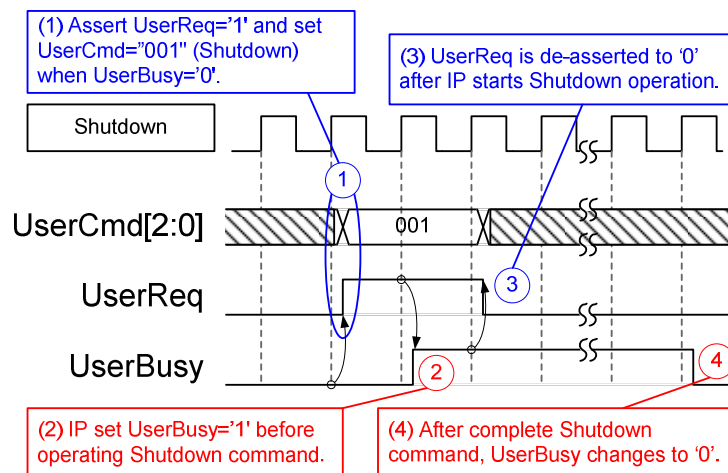 (1) Assert UserReq='1' and set
UserCmd="001" (Shutdown)
when UserBusy='0'.
(3) UserReq is de-asserted to ‘0’
after IP starts Shutdown operation.
Shutdown
1
UserCmd[2:0]
001
UserReq
3
UserBusy
2
4
(2) IP set UserBusy=’1’ before
operating Shutdown command.
(4) After complete Shutdown
command, UserBusy changes to ‘0’.